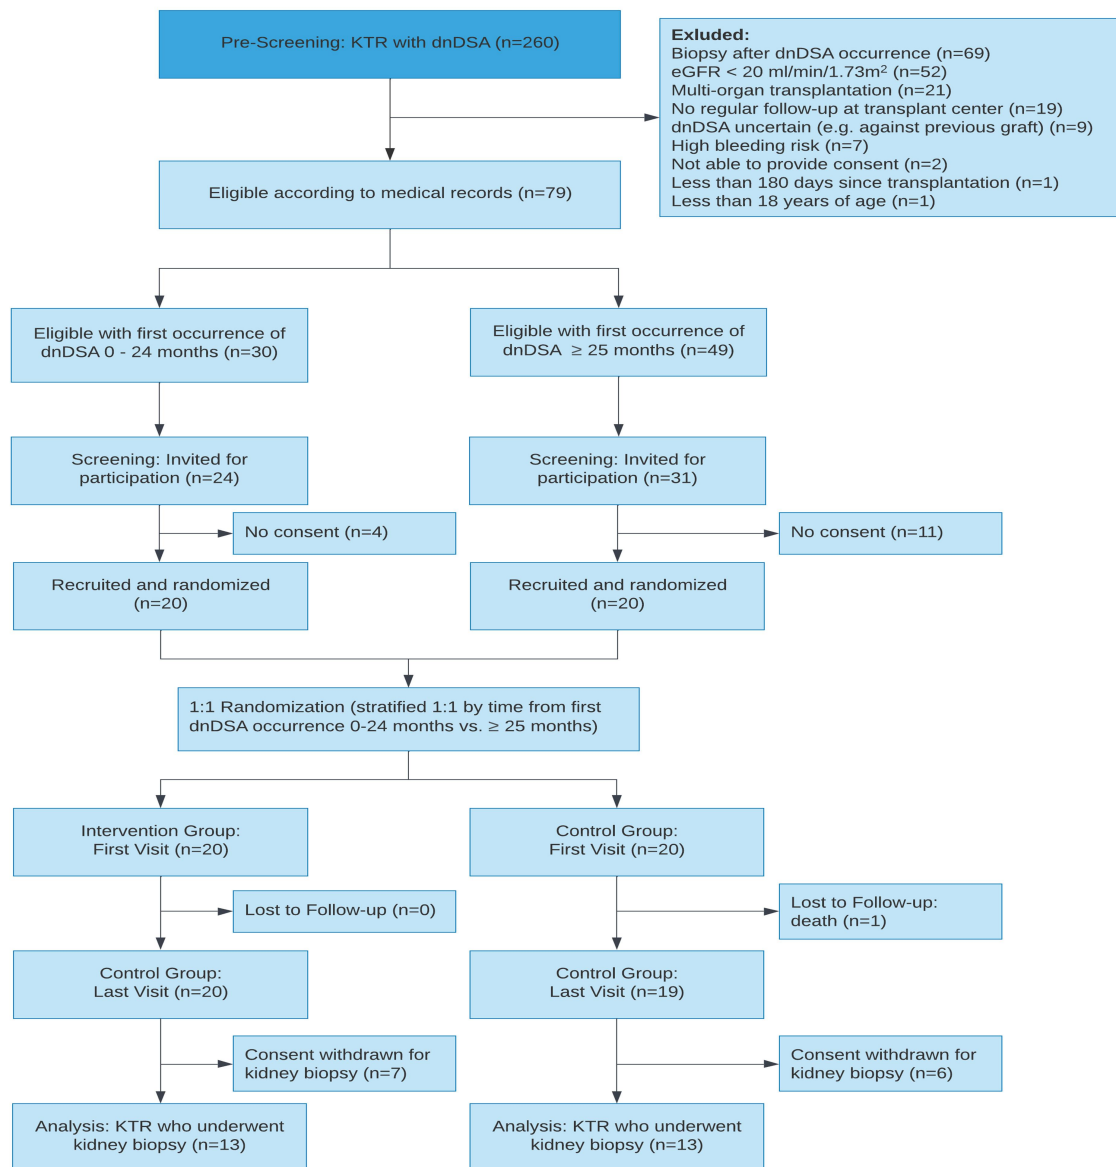 Pre-Screening: KTR with dnDSA (n=260)
Exluded:
Biopsy after dnDSA occurrence (n=69)
eGFR < 20 ml/min/1.73m² (n=52)
Multi-organ transplantation (n=21)
No regular follow-up at transplant center (n=19)
dnDSA uncertain (e.g. against previous graft) (n=9)
High bleeding risk (n=7)
Not able to provide consent (n=2)
Less than 180 days since transplantation (n=1)
Less than 18 years of age (n=1)
Eligible according to medical records (n=79)
Eligible with first occurrence of
dnDSA 0 - 24 months (n=30)
Eligible with first occurrence of
dnDSA ≥ 25 months (n=49)
Screening: Invited for
participation (n=24)
Screening: Invited for
participation (n=31)
No consent (n=4)
No consent (n=11)
Recruited and randomized
(n=20)
Recruited and randomized
(n=20)
1:1 Randomization (stratified 1:1 by time from first
dnDSA occurrence 0-24 months vs. ≥ 25 months)
Intervention Group:
First Visit (n=20)
Control Group:
First Visit (n=20)
Lost to Follow-up (n=0)
Lost to Follow-up:
death (n=1)
Control Group:
Last Visit (n=20)
Control Group:
Last Visit (n=19)
Consent withdrawn for
kidney biopsy (n=7)
Consent withdrawn for
kidney biopsy (n=6)
Analysis: KTR who underwent
kidney biopsy (n=13)
Analysis: KTR who underwent
kidney biopsy (n=13)